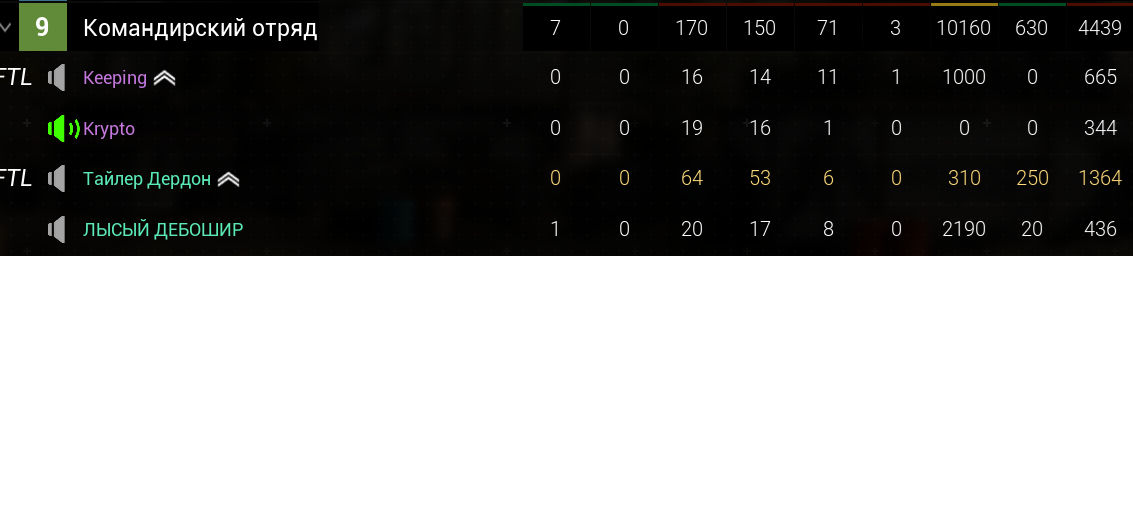 9 Командирский отряд 7 0 170 150 71 3 10160 630 4439
FTL Keeping 0 0 16 14 11 1 1000 0 665
Krypto 0 0 19 16 1 0 0 0 344
FTL Тайлер Дердон 0 0 64 53 6 0 310 250 1364
ЛЫСЫЙ ДЕБОШИР 1 0 20 17 8 0 2190 20 436